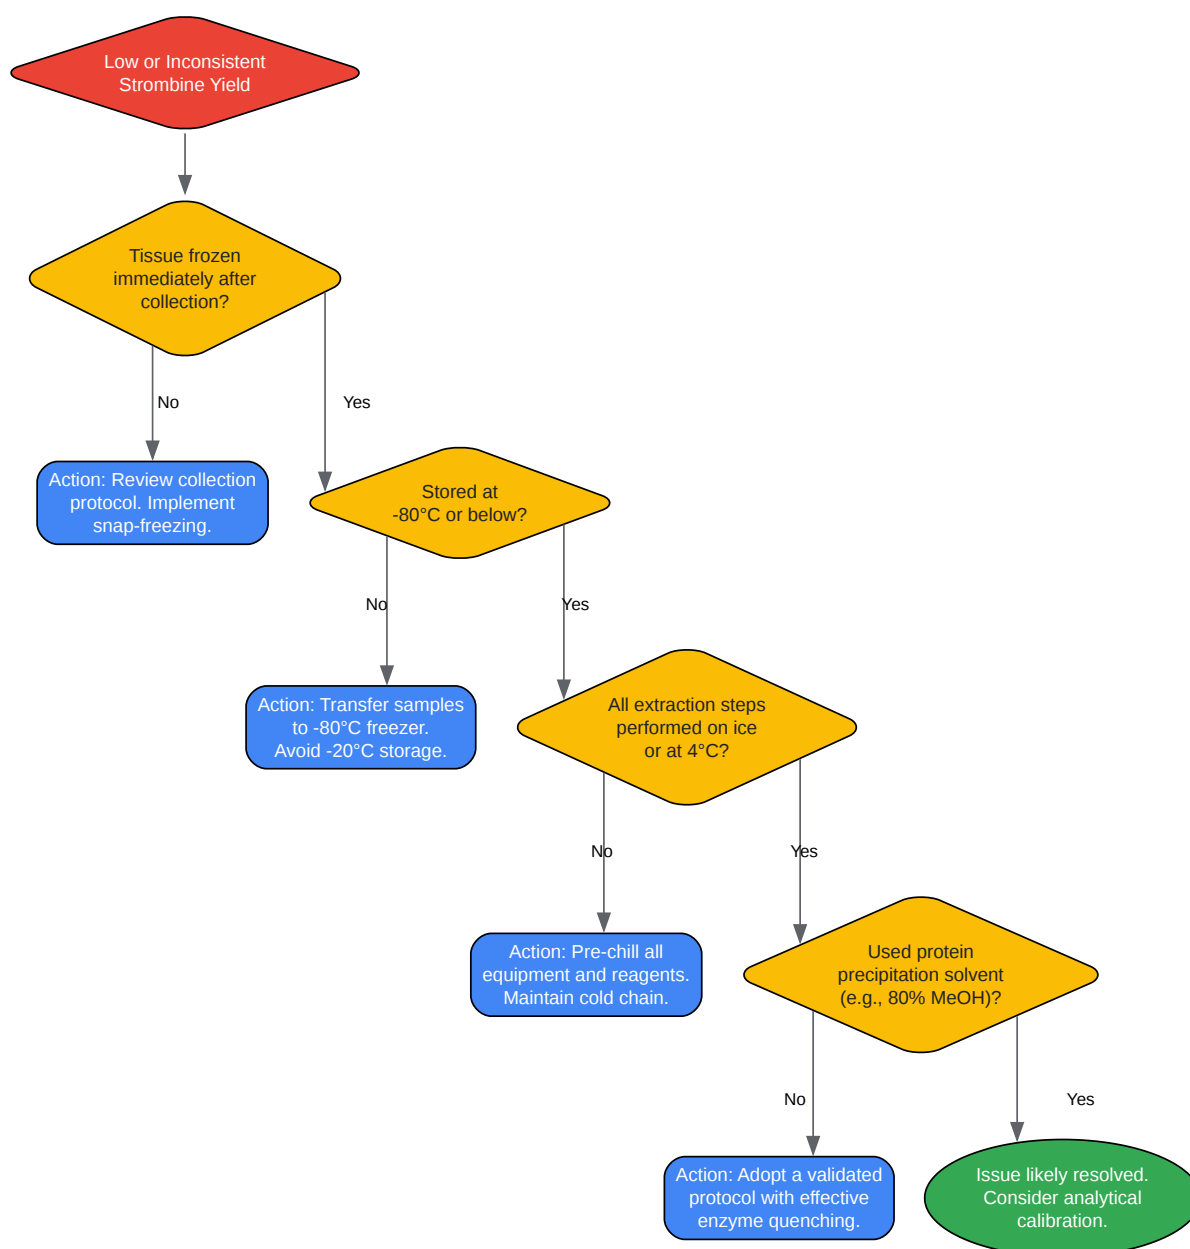 Low or Inconsistent
Strombine Yield
Tissue frozen
immediately after
collection?
No
Yes
Action: Review collection
protocol. Implement
snap-freezing.
Stored at
-80°C or below?
No
Yes
Action: Transfer samples
to -80°C freezer.
Avoid -20°C storage.
All extraction steps
performed on ice
or at 4°C?
No
Yes
Action: Pre-chill all
equipment and reagents.
Maintain cold chain.
Used protein
precipitation solvent
(e.g., 80% MeOH)?
No
Yes
Action: Adopt a validated
protocol with effective
enzyme quenching.
Issue likely resolved.
Consider analytical
calibration.